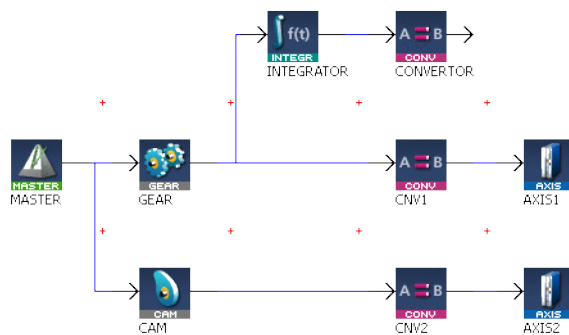 f(t)
INTEGR
INTEGRATOR
A = B
CONV
CONVERTOR
MASTER
MASTER
GEAR
GEAR
A = B
CONV
CNV1
AXIS
AXIS1
CAM
CAM
A = B
CONV
CNV2
AXIS
AXIS2